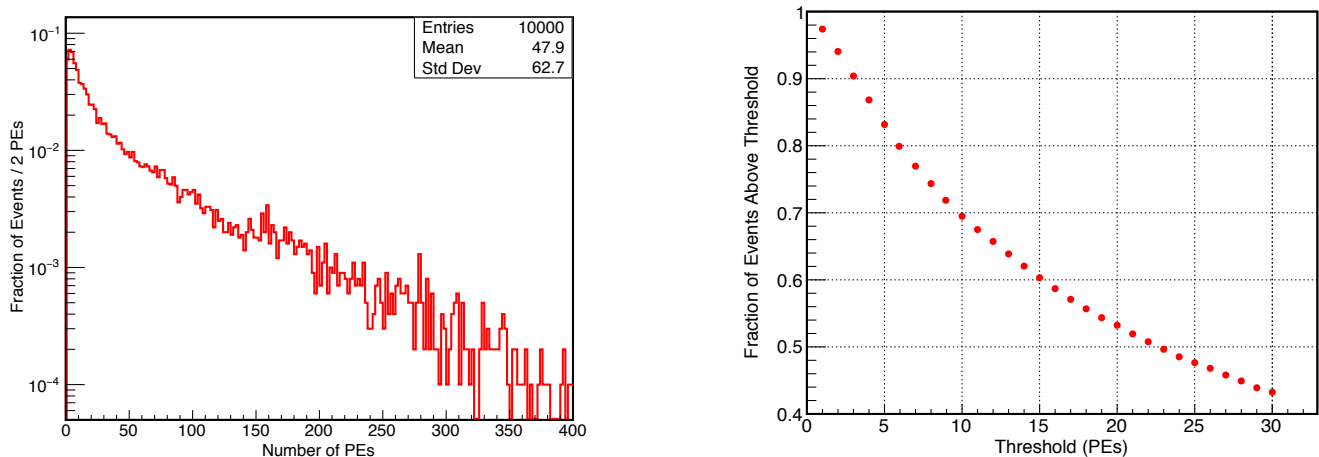 Entries 10000
Mean 47.9
Std Dev 62.7
Fraction of Events / 2 PEs
10⁻¹
10⁻²
10⁻³
10⁻⁴
0 50 100 150 200 250 300 350 400
Number of PEs
Fraction of Events Above Threshold
1
0.9
0.8
0.7
0.6
0.5
0.4
0 5 10 15 20 25 30
Threshold (PEs)